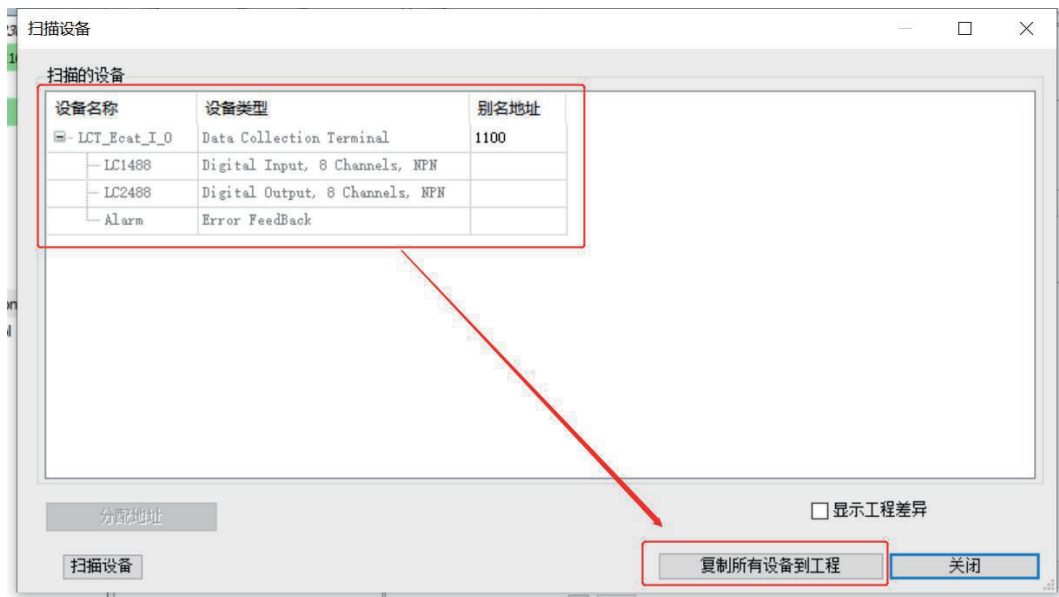 扫描设备
扫描的设备
设备名称 设备类型 别名地址
LCT_Ecat_I_0 Data Collection Terminal 1100
LC1488 Digital Input, 8 Channels, NPN
LC2488 Digital Output, 8 Channels, NPN
Alarm Error FeedBack
分配地址 显示工程差异
扫描设备 复制所有设备到工程 关闭